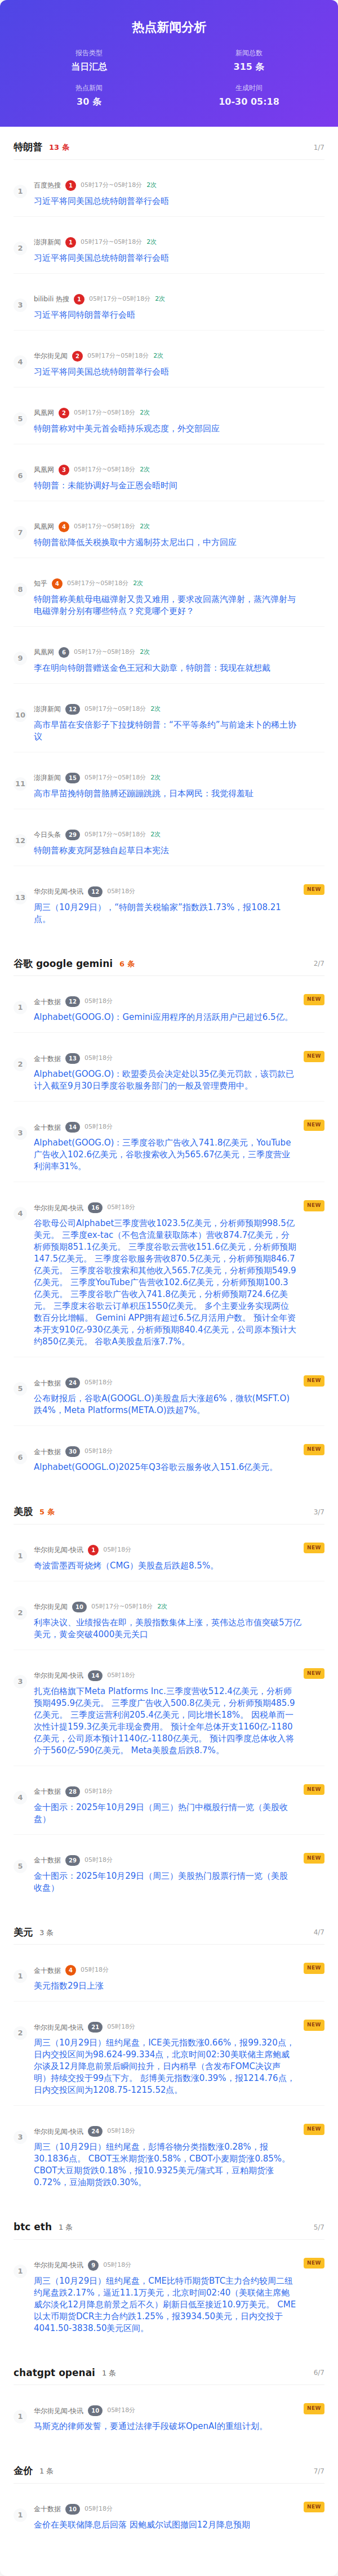 热点新闻分析
报告类型
当日汇总
新闻总数
315 条
热点新闻
30 条
生成时间
10-30 05:18
特朗普 13 条 1/7
1
百度热搜 1 05时17分~05时18分 2次
习近平将同美国总统特朗普举行会晤
2
澎湃新闻 1 05时17分~05时18分 2次
习近平将同美国总统特朗普举行会晤
3
bilibili 热搜 1 05时17分~05时18分 2次
习近平将同特朗普举行会晤
4
华尔街见闻 2 05时17分~05时18分 2次
习近平将同美国总统特朗普举行会晤
5
凤凰网 2 05时17分~05时18分 2次
特朗普称对中美元首会晤持乐观态度，外交部回应
6
凤凰网 3 05时17分~05时18分 2次
特朗普：未能协调好与金正恩会晤时间
7
凤凰网 4 05时17分~05时18分 2次
特朗普欲降低关税换取中方遏制芬太尼出口，中方回应
8
知乎 4 05时17分~05时18分 2次
特朗普称美航母电磁弹射又贵又难用，要求改回蒸汽弹射，蒸汽弹射与
电磁弹射分别有哪些特点？究竟哪个更好？
9
凤凰网 6 05时17分~05时18分 2次
李在明向特朗普赠送金色王冠和大勋章，特朗普：我现在就想戴
10
澎湃新闻 12 05时17分~05时18分 2次
高市早苗在安倍影子下拉拢特朗普：“不平等条约”与前途未卜的稀土协
议
11
澎湃新闻 15 05时17分~05时18分 2次
高市早苗挽特朗普胳膊还蹦蹦跳跳，日本网民：我觉得羞耻
12
今日头条 29 05时17分~05时18分 2次
特朗普称麦克阿瑟独自起草日本宪法
13
华尔街见闻-快讯 12 05时18分 NEW
周三（10月29日），“特朗普关税输家”指数跌1.73%，报108.21
点。
谷歌 google gemini 6 条 2/7
1
金十数据 12 05时18分 NEW
Alphabet(GOOG.O)：Gemini应用程序的月活跃用户已超过6.5亿。
2
金十数据 13 05时18分 NEW
Alphabet(GOOG.O)：欧盟委员会决定处以35亿美元罚款，该罚款已
计入截至9月30日季度谷歌服务部门的一般及管理费用中。
3
金十数据 14 05时18分 NEW
Alphabet(GOOG.O)：三季度谷歌广告收入741.8亿美元，YouTube
广告收入102.6亿美元，谷歌搜索收入为565.67亿美元，三季度营业
利润率31%。
4
华尔街见闻-快讯 16 05时18分 NEW
谷歌母公司Alphabet三季度营收1023.5亿美元，分析师预期998.5亿
美元。 三季度ex-tac（不包含流量获取陈本）营收874.7亿美元，分
析师预期851.1亿美元。 三季度谷歌云营收151.6亿美元，分析师预期
147.5亿美元。 三季度谷歌服务营收870.5亿美元，分析师预期846.7
亿美元。 三季度谷歌搜索和其他收入565.7亿美元，分析师预期549.9
亿美元。 三季度YouTube广告营收102.6亿美元，分析师预期100.3
亿美元。 三季度谷歌广告收入741.8亿美元，分析师预期724.6亿美
元。 三季度末谷歌云订单积压1550亿美元。 多个主要业务实现两位
数百分比增幅。 Gemini APP拥有超过6.5亿月活用户数。 预计全年资
本开支910亿-930亿美元，分析师预期840.4亿美元，公司原本预计大
约850亿美元。 谷歌A美股盘后涨7.7%。
5
金十数据 24 05时18分 NEW
公布财报后，谷歌A(GOOGL.O)美股盘后大涨超6%，微软(MSFT.O)
跌4%，Meta Platforms(META.O)跌超7%。
6
金十数据 30 05时18分 NEW
Alphabet(GOOGL.O)2025年Q3谷歌云服务收入151.6亿美元。
美股 5 条 3/7
1
华尔街见闻-快讯 1 05时18分 NEW
奇波雷墨西哥烧烤（CMG）美股盘后跌超8.5%。
2
华尔街见闻 10 05时17分~05时18分 2次
利率决议、业绩报告在即，美股指数集体上涨，英伟达总市值突破5万亿
美元，黄金突破4000美元关口
3
华尔街见闻-快讯 14 05时18分 NEW
扎克伯格旗下Meta Platforms Inc.三季度营收512.4亿美元，分析师
预期495.9亿美元。 三季度广告收入500.8亿美元，分析师预期485.9
亿美元。 三季度运营利润205.4亿美元，同比增长18%。 因税单而一
次性计提159.3亿美元非现金费用。 预计全年总体开支1160亿-1180
亿美元，公司原本预计1140亿-1180亿美元。 预计四季度总体收入将
介于560亿-590亿美元。 Meta美股盘后跌8.7%。
4
金十数据 28 05时18分 NEW
金十图示：2025年10月29日（周三）热门中概股行情一览（美股收
盘）
5
金十数据 29 05时18分 NEW
金十图示：2025年10月29日（周三）美股热门股票行情一览（美股
收盘）
美元 3 条 4/7
1
金十数据 4 05时18分 NEW
美元指数29日上涨
2
华尔街见闻-快讯 21 05时18分 NEW
周三（10月29日）纽约尾盘，ICE美元指数涨0.66%，报99.320点，
日内交投区间为98.624-99.334点，北京时间02:30美联储主席鲍威
尔谈及12月降息前景后瞬间拉升，日内稍早（含发布FOMC决议声
明）持续交投于99点下方。 彭博美元指数涨0.39%，报1214.76点，
日内交投区间为1208.75-1215.52点。
3
华尔街见闻-快讯 24 05时18分 NEW
周三（10月29日）纽约尾盘，彭博谷物分类指数涨0.28%，报
30.1836点。 CBOT玉米期货涨0.58%，CBOT小麦期货涨0.85%。
CBOT大豆期货跌0.18%，报10.9325美元/蒲式耳，豆粕期货涨
0.72%，豆油期货跌0.30%。
btc eth 1 条 5/7
1
华尔街见闻-快讯 9 05时18分 NEW
周三（10月29日）纽约尾盘，CME比特币期货BTC主力合约较周二纽
约尾盘跌2.17%，逼近11.1万美元，北京时间02:40（美联储主席鲍
威尔淡化12月降息前景之后不久）刷新日低至接近10.9万美元。 CME
以太币期货DCR主力合约跌1.25%，报3934.50美元，日内交投于
4041.50-3838.50美元区间。
chatgpt openai 1 条 6/7
1
华尔街见闻-快讯 10 05时18分 NEW
马斯克的律师发誓，要通过法律手段破坏OpenAI的重组计划。
金价 1 条 7/7
1
金十数据 10 05时18分 NEW
金价在美联储降息后回落 因鲍威尔试图撤回12月降息预期